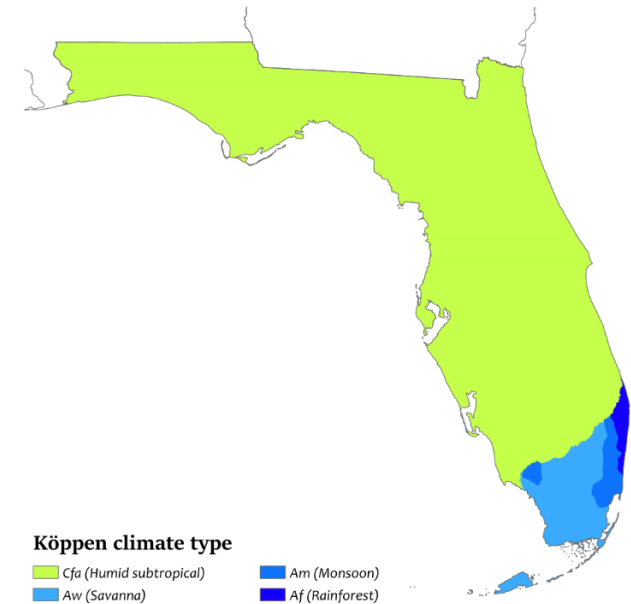 Köppen climate type
Cfa (Humid subtropical) Am (Monsoon)
Aw (Savanna) Af (Rainforest)